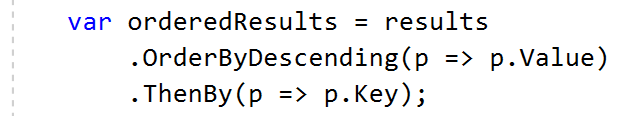 var orderedResults = results
.OrderByDescending(p => p.Value)
.ThenBy(p => p.Key);